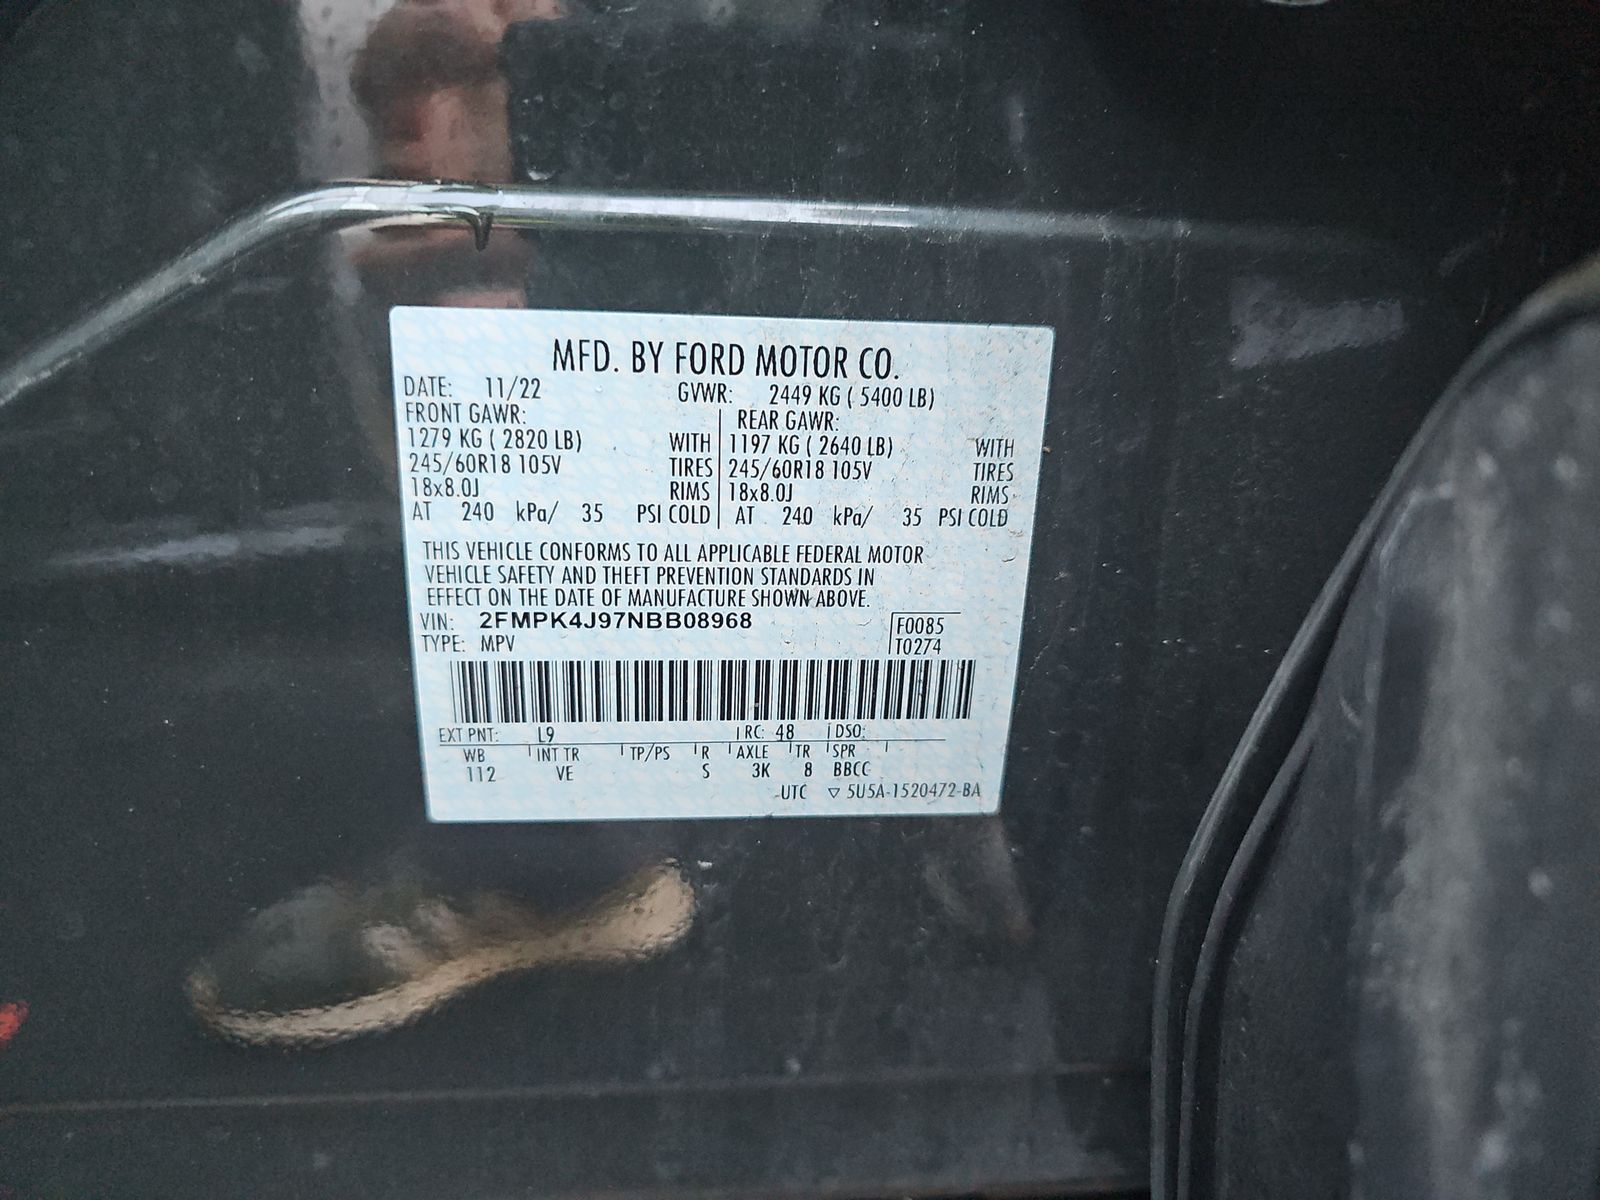 MFD. BY FORD MOTOR CO.
DATE: 11/22 GVWR: 2449 KG ( 5400 LB)
FRONT GAWR: REAR GAWR:
1279 KG ( 2820 LB) WITH 1197 KG ( 2640 LB) WITH
245/60R18 105V TIRES 245/60R18 105V TIRES
18x8.0J RIMS 18x8.0J RIMS
AT 240 kPa/ 35 PSI COLD AT 240 kPa/ 35 PSI COLD
THIS VEHICLE CONFORMS TO ALL APPLICABLE FEDERAL MOTOR
VEHICLE SAFETY AND THEFT PREVENTION STANDARDS IN
EFFECT ON THE DATE OF MANUFACTURE SHOWN ABOVE.
VIN: 2FMPK4J97NBB08968 F0085
TYPE: MPV T0274
EXT PNT: L9 RC: 48 DSO:
WB INT TR TP/PS R AXLE TR SPR
112 VE S 3K 8 BBCC
UTC ▽ 5U5A-1520472-BA